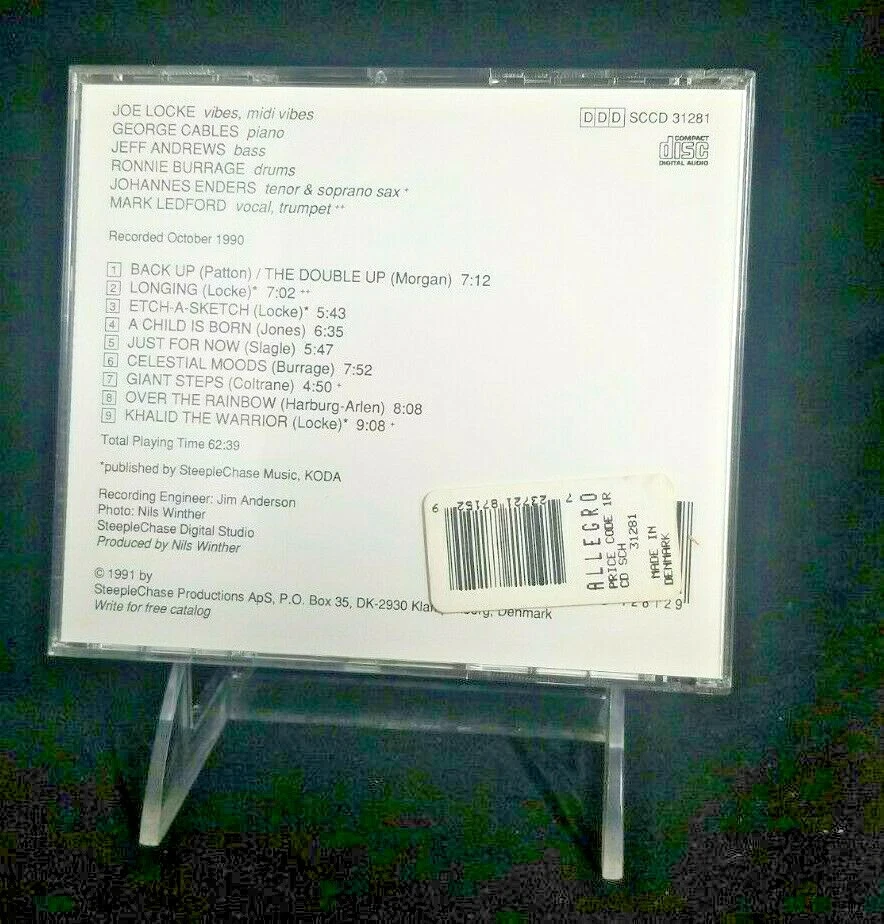 JOE LOCKE vibes, midi vibes
GEORGE CABLES piano
JEFF ANDREWS bass
RONNIE BURRAGE drums
JOHANNES ENDERS tenor & soprano sax +
MARK LEDFORD vocal, trumpet ++
DDD SCCD 31281
COMPACT
disc
DIGITAL AUDIO
Recorded October 1990
1 BACK UP (Patton) / THE DOUBLE UP (Morgan) 7:12
2 LONGING (Locke)* 7:02 ++
3 ETCH-A-SKETCH (Locke)* 5:43
4 A CHILD IS BORN (Jones) 6:35
5 JUST FOR NOW (Slagle) 5:47
6 CELESTIAL MOODS (Burrage) 7:52
7 GIANT STEPS (Coltrane) 4:50 +
8 OVER THE RAINBOW (Harburg-Arlen) 8:08
9 KHALID THE WARRIOR (Locke)* 9:08 +
Total Playing Time 62:39
*published by SteepleChase Music, KODA
Recording Engineer: Jim Anderson
Photo: Nils Winther
SteepleChase Digital Studio
Produced by Nils Winther
© 1991 by
SteepleChase Productions ApS, P.O. Box 35, DK-2930 Denmark
Write for free catalog
7 23721 87152 9
ALLEGRO
PRICE CODE 1R
CD SCH
31281
MADE IN
DENMARK